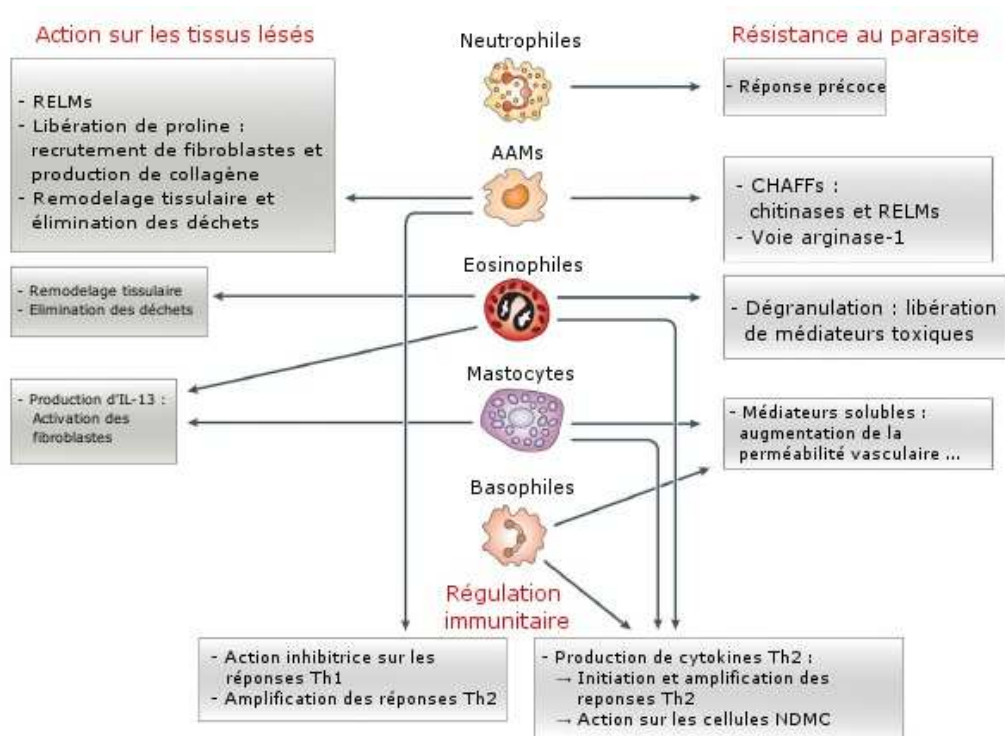 Action sur les tissus lésés
- RELMs
- Libération de proline :
recrutement de fibroblastes et
production de collagène
- Remodelage tissulaire et
élimination des déchets
- Remodelage tissulaire
- Elimination des déchets
- Production d'IL-13 :
Activation des
fibroblastes
Neutrophiles
AAMs
Eosinophiles
Mastocytes
Basophiles
Résistance au parasite
- Réponse précoce
- CHAFFs :
chitinases et RELMs
- Voie arginase-1
- Dégranulation : libération
de médiateurs toxiques
- Médiateurs solubles :
augmentation de la
perméabilité vasculaire ...
Régulation
immunitaire
- Action inhibitrice sur les
réponses Th1
- Amplification des réponses Th2
- Production de cytokines Th2 :
→ Initiation et amplification des
reponses Th2
→ Action sur les cellules NDMC